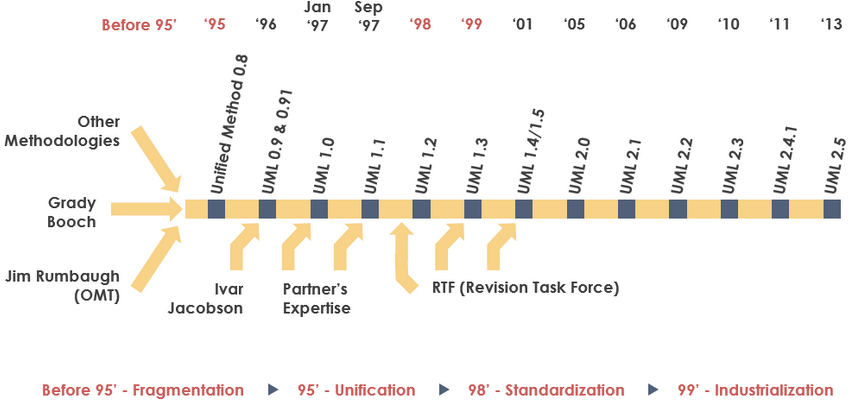 Jan Sep
Before 95’ ‘95 ‘96 ‘97 ‘97 ‘98 ‘99 ‘01 ‘05 ‘06 ‘09 ‘10 ‘11 ‘13
Unified Method 0.8
UML 0.9 & 0.91
UML 1.0
UML 1.1
UML 1.2
UML 1.3
UML 1.4/1.5
UML 2.0
UML 2.1
UML 2.2
UML 2.3
UML 2.4.1
UML 2.5
Other
Methodologies
Grady
Booch
Jim Rumbaugh
(OMT)
Ivar
Jacobson
Partner’s
Expertise
RTF (Revision Task Force)
Before 95’ - Fragmentation 95’ - Unification 98’ - Standardization 99’ - Industrialization